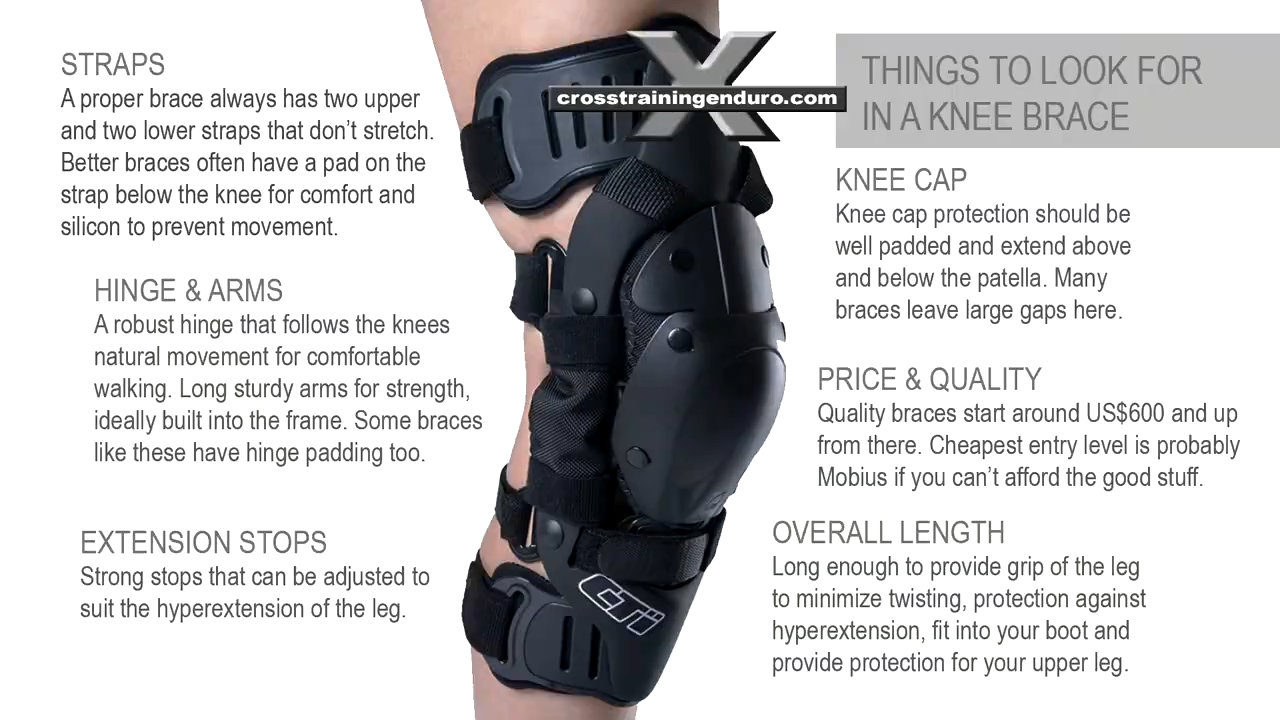 STRAPS
A proper brace always has two upper
and two lower straps that don’t stretch.
Better braces often have a pad on the
strap below the knee for comfort and
silicon to prevent movement.
HINGE & ARMS
A robust hinge that follows the knees
natural movement for comfortable
walking. Long sturdy arms for strength,
ideally built into the frame. Some braces
like these have hinge padding too.
EXTENSION STOPS
Strong stops that can be adjusted to
suit the hyperextension of the leg.
X
crosstrainingenduro.com
CTi
THINGS TO LOOK FOR
IN A KNEE BRACE
KNEE CAP
Knee cap protection should be
well padded and extend above
and below the patella. Many
braces leave large gaps here.
PRICE & QUALITY
Quality braces start around US$600 and up
from there. Cheapest entry level is probably
Mobius if you can’t afford the good stuff.
OVERALL LENGTH
Long enough to provide grip of the leg
to minimize twisting, protection against
hyperextension, fit into your boot and
provide protection for your upper leg.